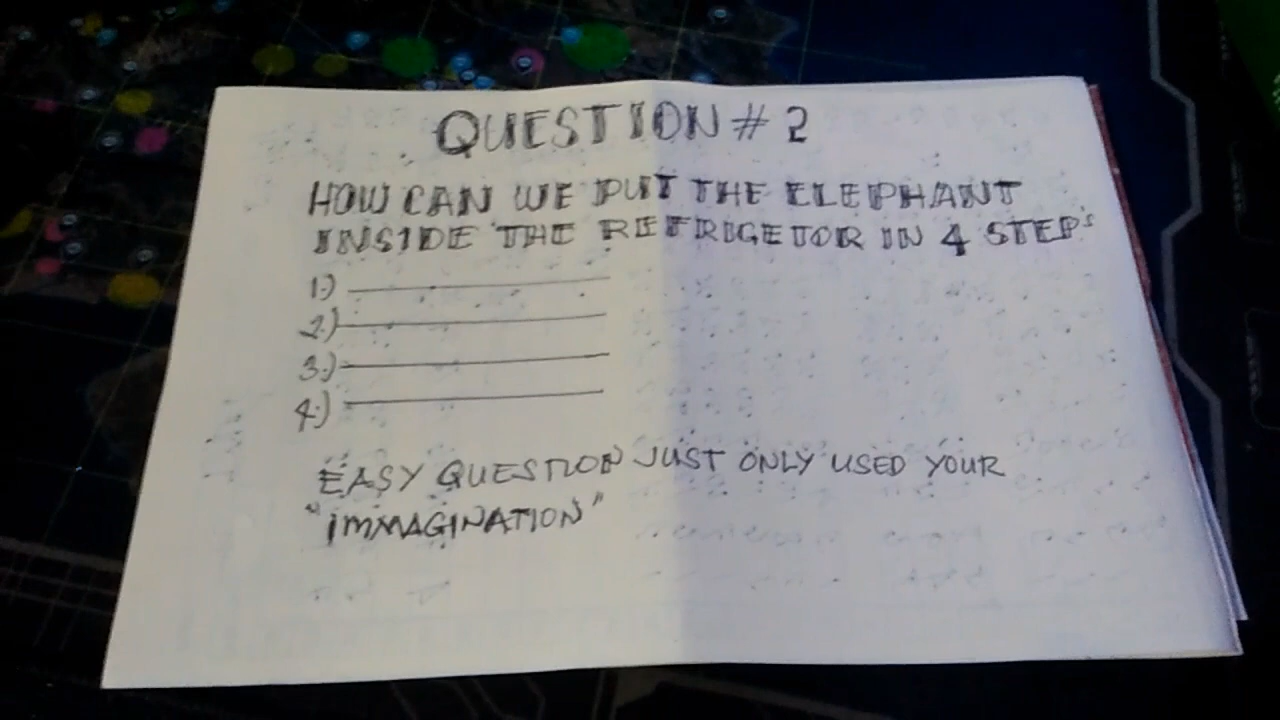 QUESTION # 2
HOW CAN WE PUT THE ELEPHANT
INSIDE THE REFRIGETOR IN 4 STEP'S
1.)
2.)
3.)
4.)
EASY QUESTION JUST ONLY USED YOUR
"IMMAGINATION"